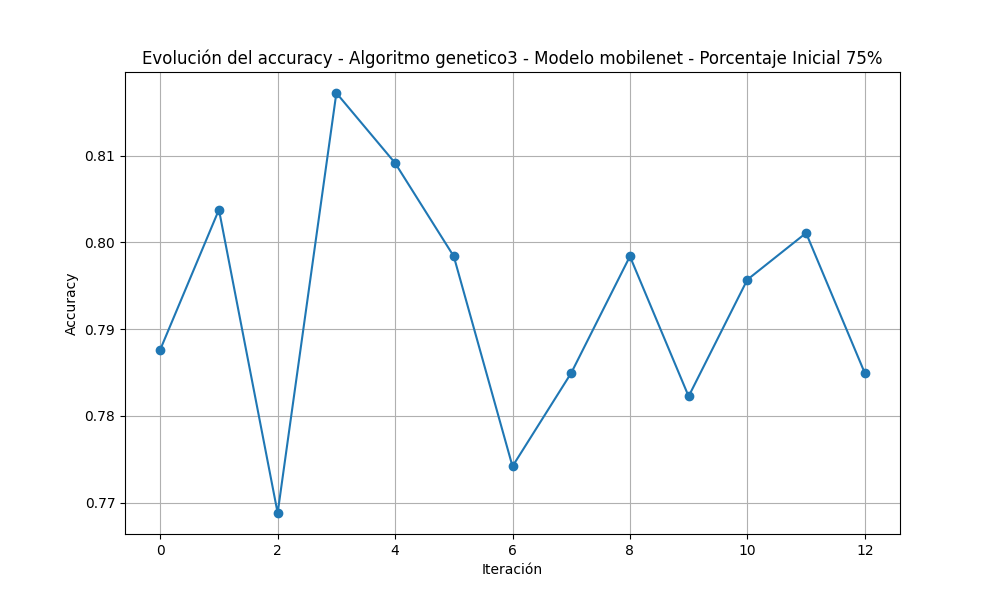 Evolución del accuracy - Algoritmo genetico3 - Modelo mobilenet - Porcentaje Inicial 75%
0.81
0.80
0.79
0.78
0.77
Accuracy
0 2 4 6 8 10 12
Iteración